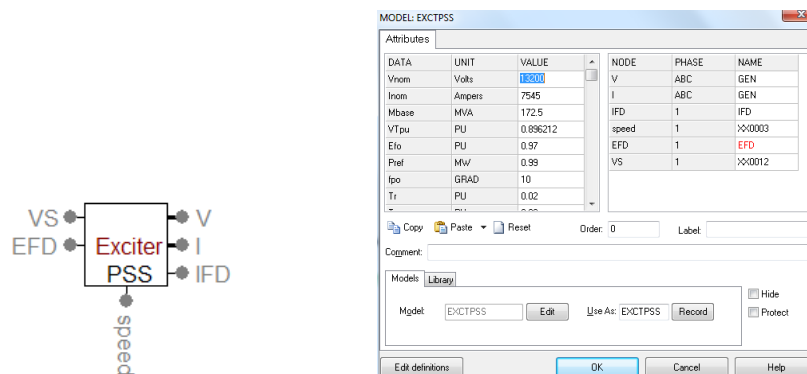 VS
V
EFD
Exciter
I
PSS
IFD
speed
MODEL: EXCTPSS
Attributes
DATA UNIT VALUE
Vnom Volts 13200
Inom Ampers 7545
Mbase MVA 172.5
VTpu PU 0.896212
Efo PU 0.97
Pref MW 0.99
fpo GRAD 10
Tr PU 0.02
NODE PHASE NAME
V ABC GEN
I ABC GEN
IFD 1 IFD
speed 1 XX0003
EFD 1 EFD
VS 1 XX0012
Copy Paste Reset Order: 0 Label:
Comment:
Models Library
Model: EXCTPSS Edit Use As: EXCTPSS Record
Hide
Protect
Edit definitions OK Cancel Help